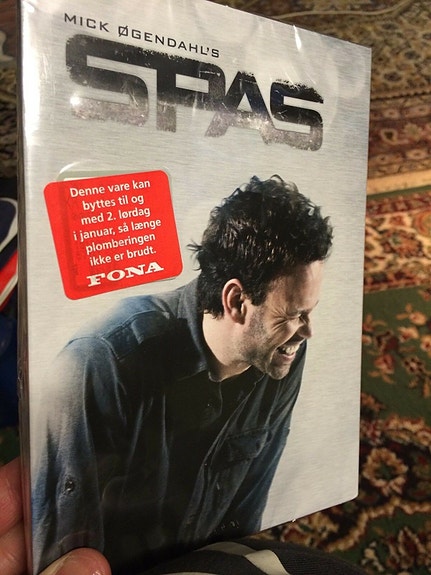 MICK ØGENDAHL'S
SPAS
Denne vare kan
byttes til og
med 2. lørdag
i januar, så længe
plomberingen
ikke er brudt.
FONA